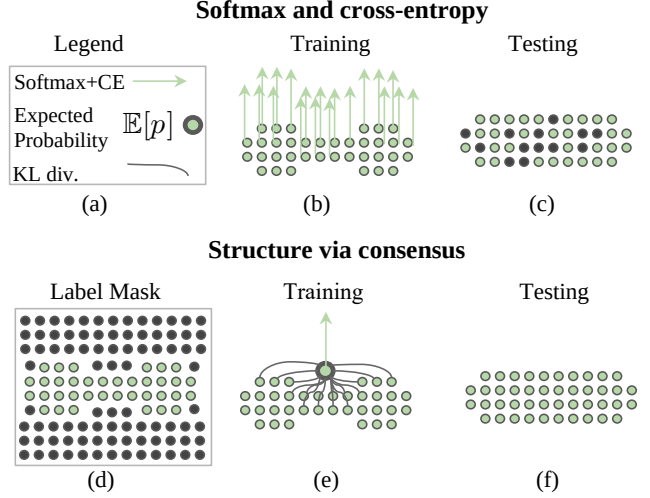 Softmax and cross-entropy
Legend
Training
Testing
Softmax+CE
Expected
Probability
𝔼[p]
KL div.
(a)
(b)
(c)
Structure via consensus
Label Mask
Training
Testing
(d)
(e)
(f)